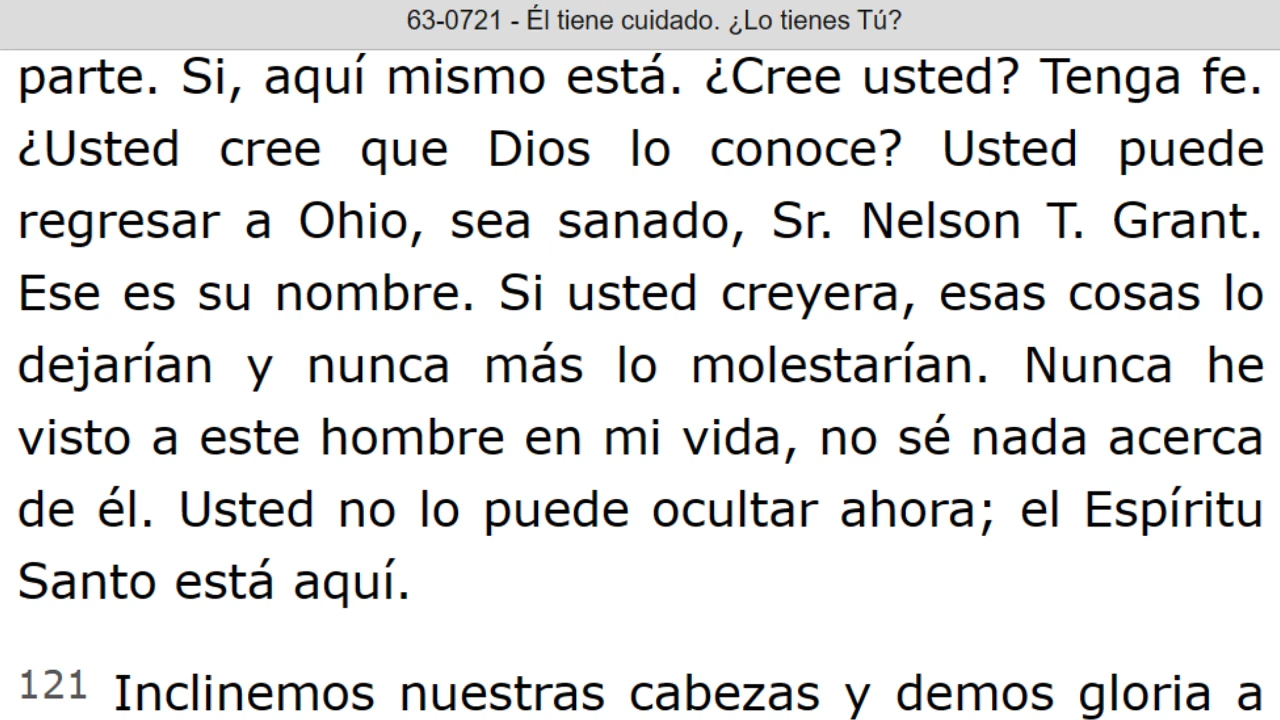 63-0721 - Él tiene cuidado. ¿Lo tienes Tú?
parte. Si, aquí mismo está. ¿Cree usted? Tenga fe.
¿Usted cree que Dios lo conoce? Usted puede
regresar a Ohio, sea sanado, Sr. Nelson T. Grant.
Ese es su nombre. Si usted creyera, esas cosas lo
dejarían y nunca más lo molestarían. Nunca he
visto a este hombre en mi vida, no sé nada acerca
de él. Usted no lo puede ocultar ahora; el Espíritu
Santo está aquí.
121 Inclinemos nuestras cabezas y demos gloria a